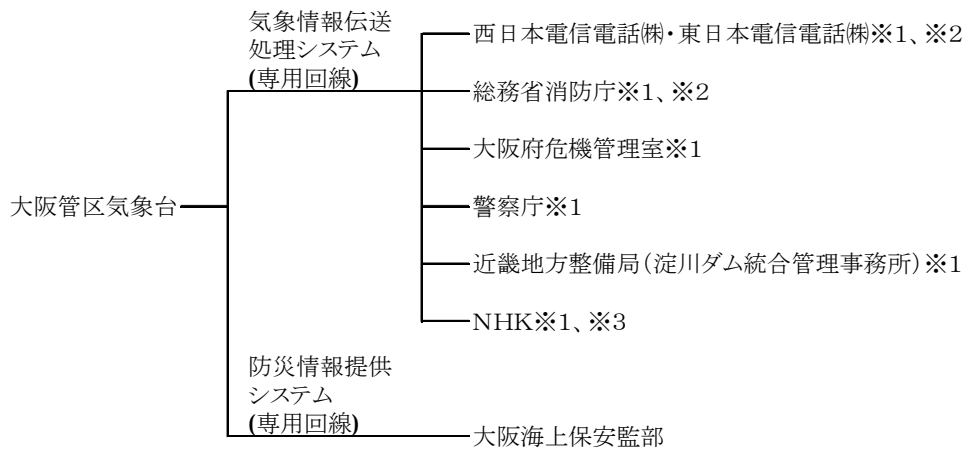 気象情報伝送
処理システム
(専用回線)
西日本電信電話㈱・東日本電信電話㈱※1、※2
総務省消防庁※1、※2
大阪府危機管理室※1
大阪管区気象台
警察庁※1
近畿地方整備局(淀川ダム統合管理事務所)※1
NHK※1、※3
防災情報提供
システム
(専用回線)
大阪海上保安監部